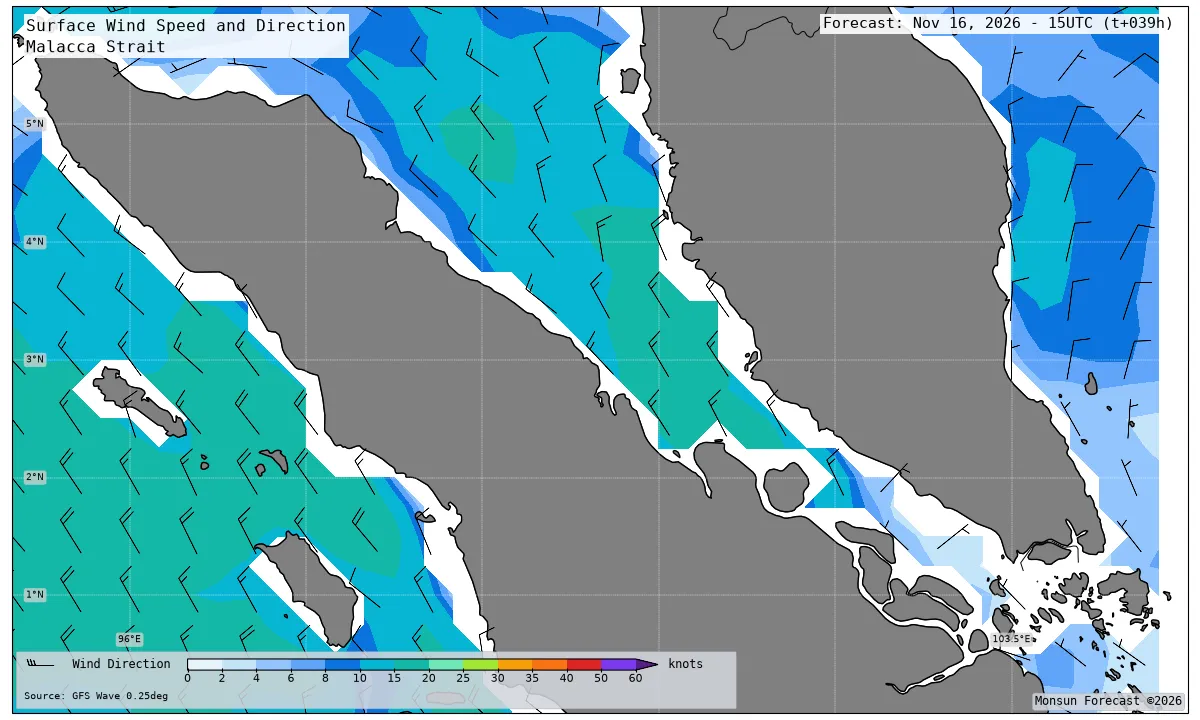 Surface Wind Speed and Direction
Malacca Strait
Forecast: Nov 16, 2026 - 15UTC (t+039h)
5°N
4°N
3°N
2°N
1°N
96°E
103.5°E
Wind Direction
0 2 4 6 8 10 15 20 25 30 35 40 50 60
knots
Source: GFS Wave 0.25deg
Monsun Forecast ©2026